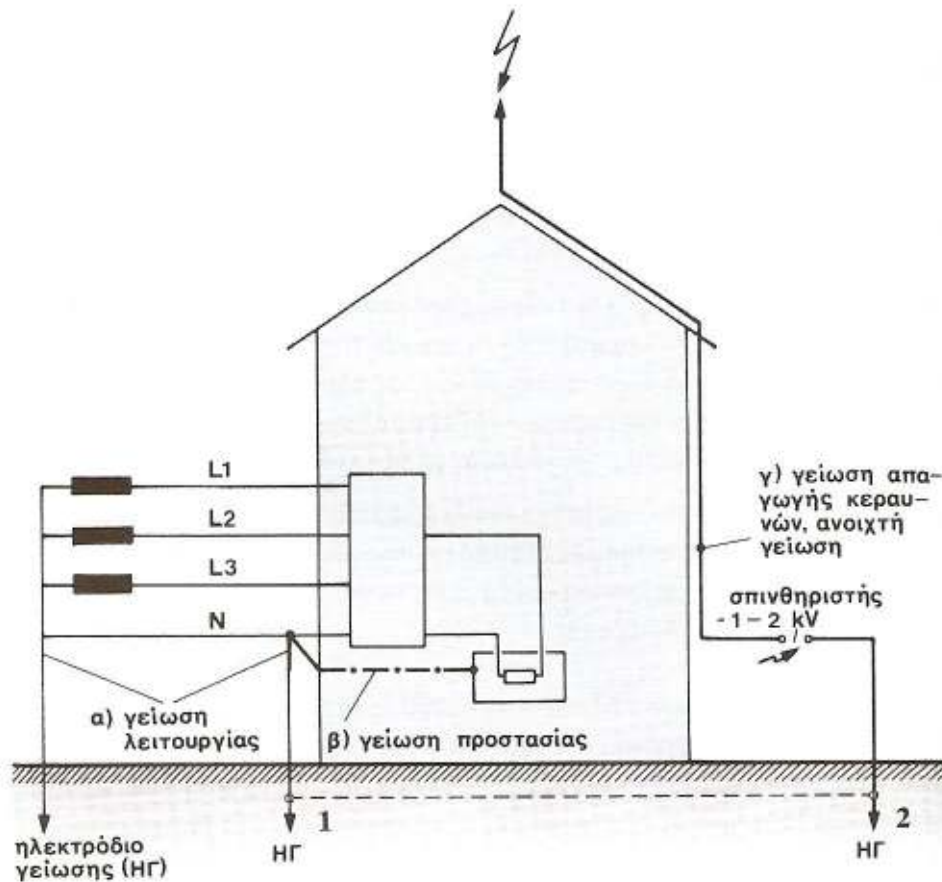 L1
L2
L3
N
α) γείωση
λειτουργίας
β) γείωση προστασίας
γ) γείωση απα-
γωγής κεραυ-
νών, ανοιχτή
γείωση
σπινθηριστής
-1-2 kV
1
2
ηλεκτρόδιο
γείωσης (ΗΓ)
ΗΓ
ΗΓ